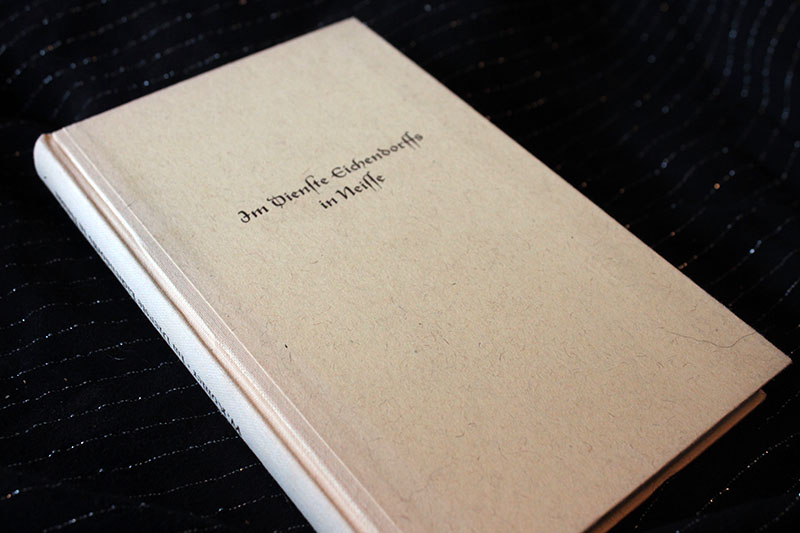 Im Dienſte Eichendorffs
in Neiſſe